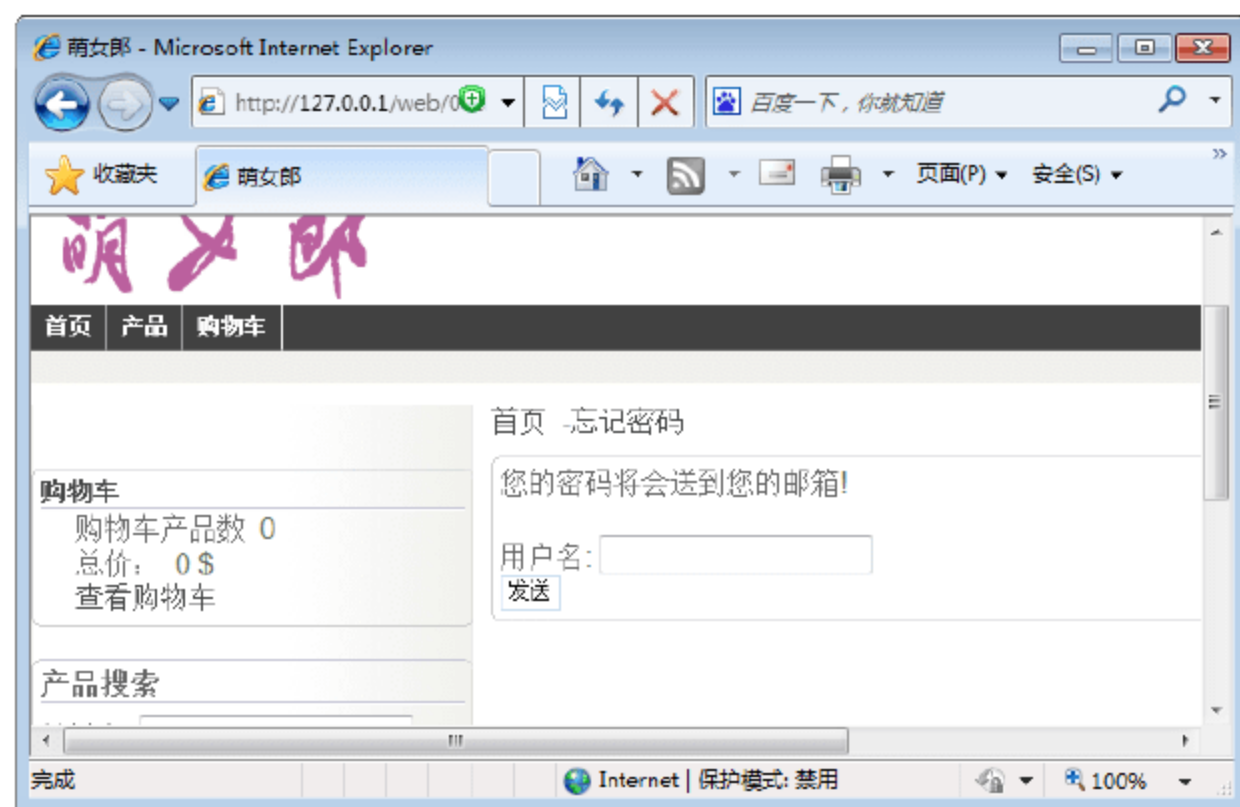 萌女郎 - Microsoft Internet Explorer
http://127.0.0.1/web/0
百度一下，你就知道
收藏夹
萌女郎
页面(P)
安全(S)
萌女郎
首页 产品 购物车
首页 -忘记密码
您的密码将会送到您的邮箱!
用户名:
发送
购物车
购物车产品数 0
总价: 0 $
查看购物车
产品搜索
完成
Internet | 保护模式: 禁用
100%